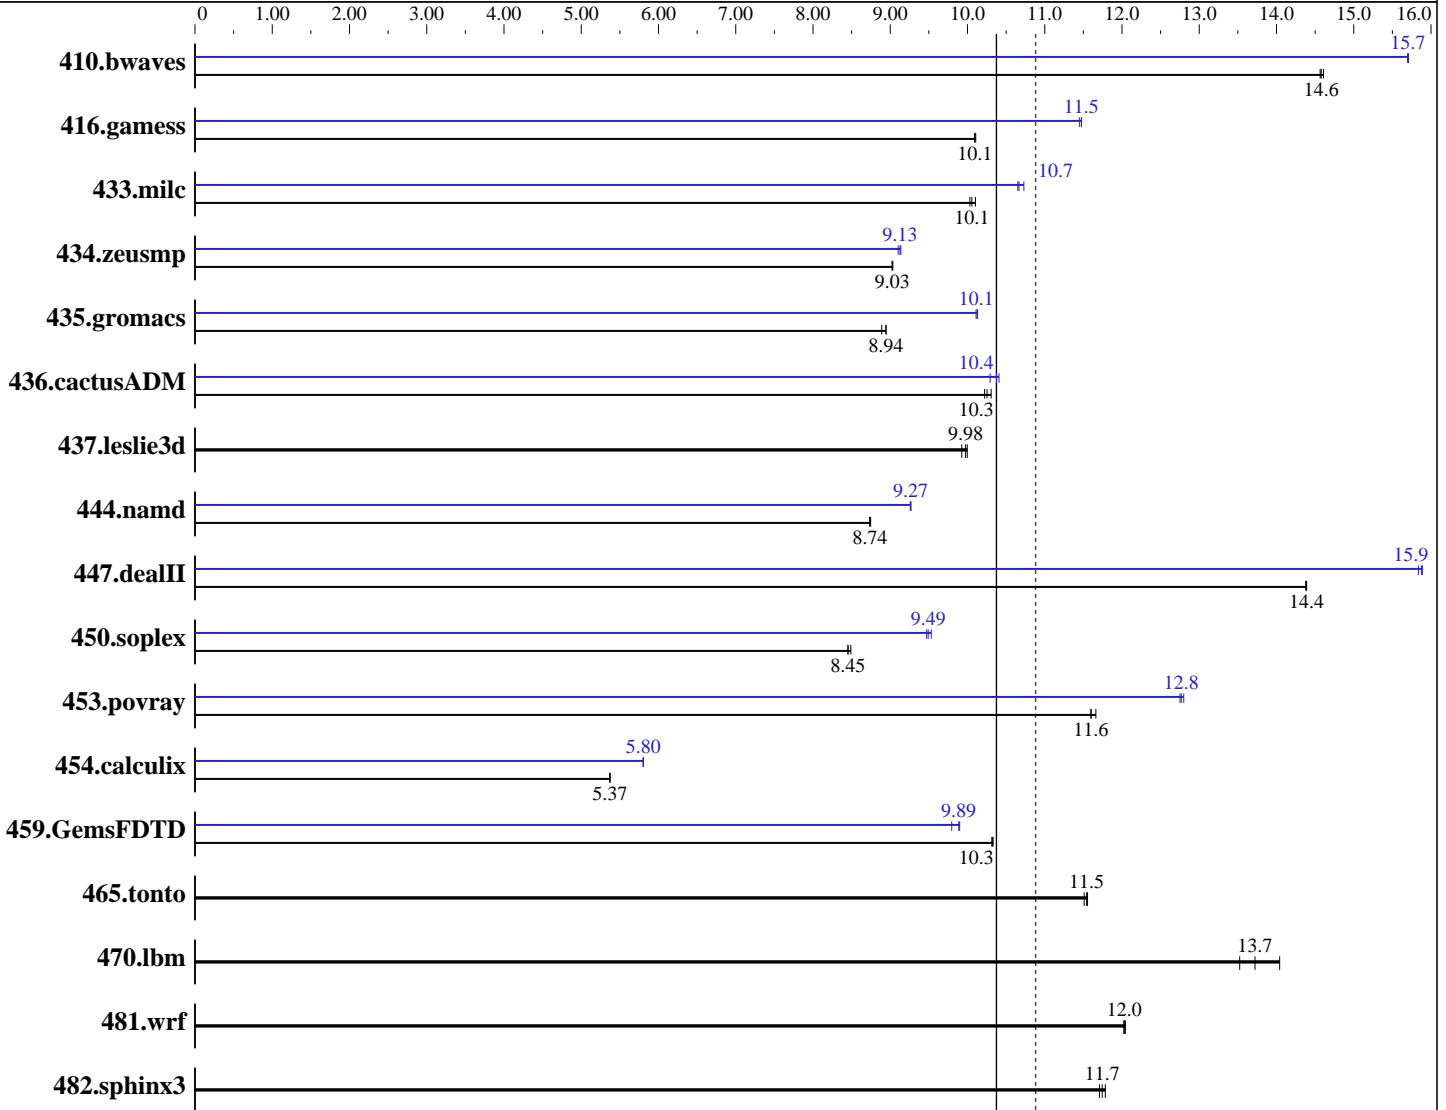 0 1.00 2.00 3.00 4.00 5.00 6.00 7.00 8.00 9.00 10.0 11.0 12.0 13.0 14.0 15.0 16.0
15.7
410.bwaves
14.6
11.5
416.gamess
10.1
10.7
433.milc
10.1
9.13
434.zeusmp
9.03
10.1
435.gromacs
8.94
10.4
436.cactusADM
10.3
9.98
437.leslie3d
9.27
444.namd
8.74
15.9
447.dealII
14.4
9.49
450.soplex
8.45
12.8
453.povray
11.6
5.80
454.calculix
5.37
9.89
459.GemsFDTD
10.3
11.5
465.tonto
13.7
470.lbm
12.0
481.wrf
11.7
482.sphinx3